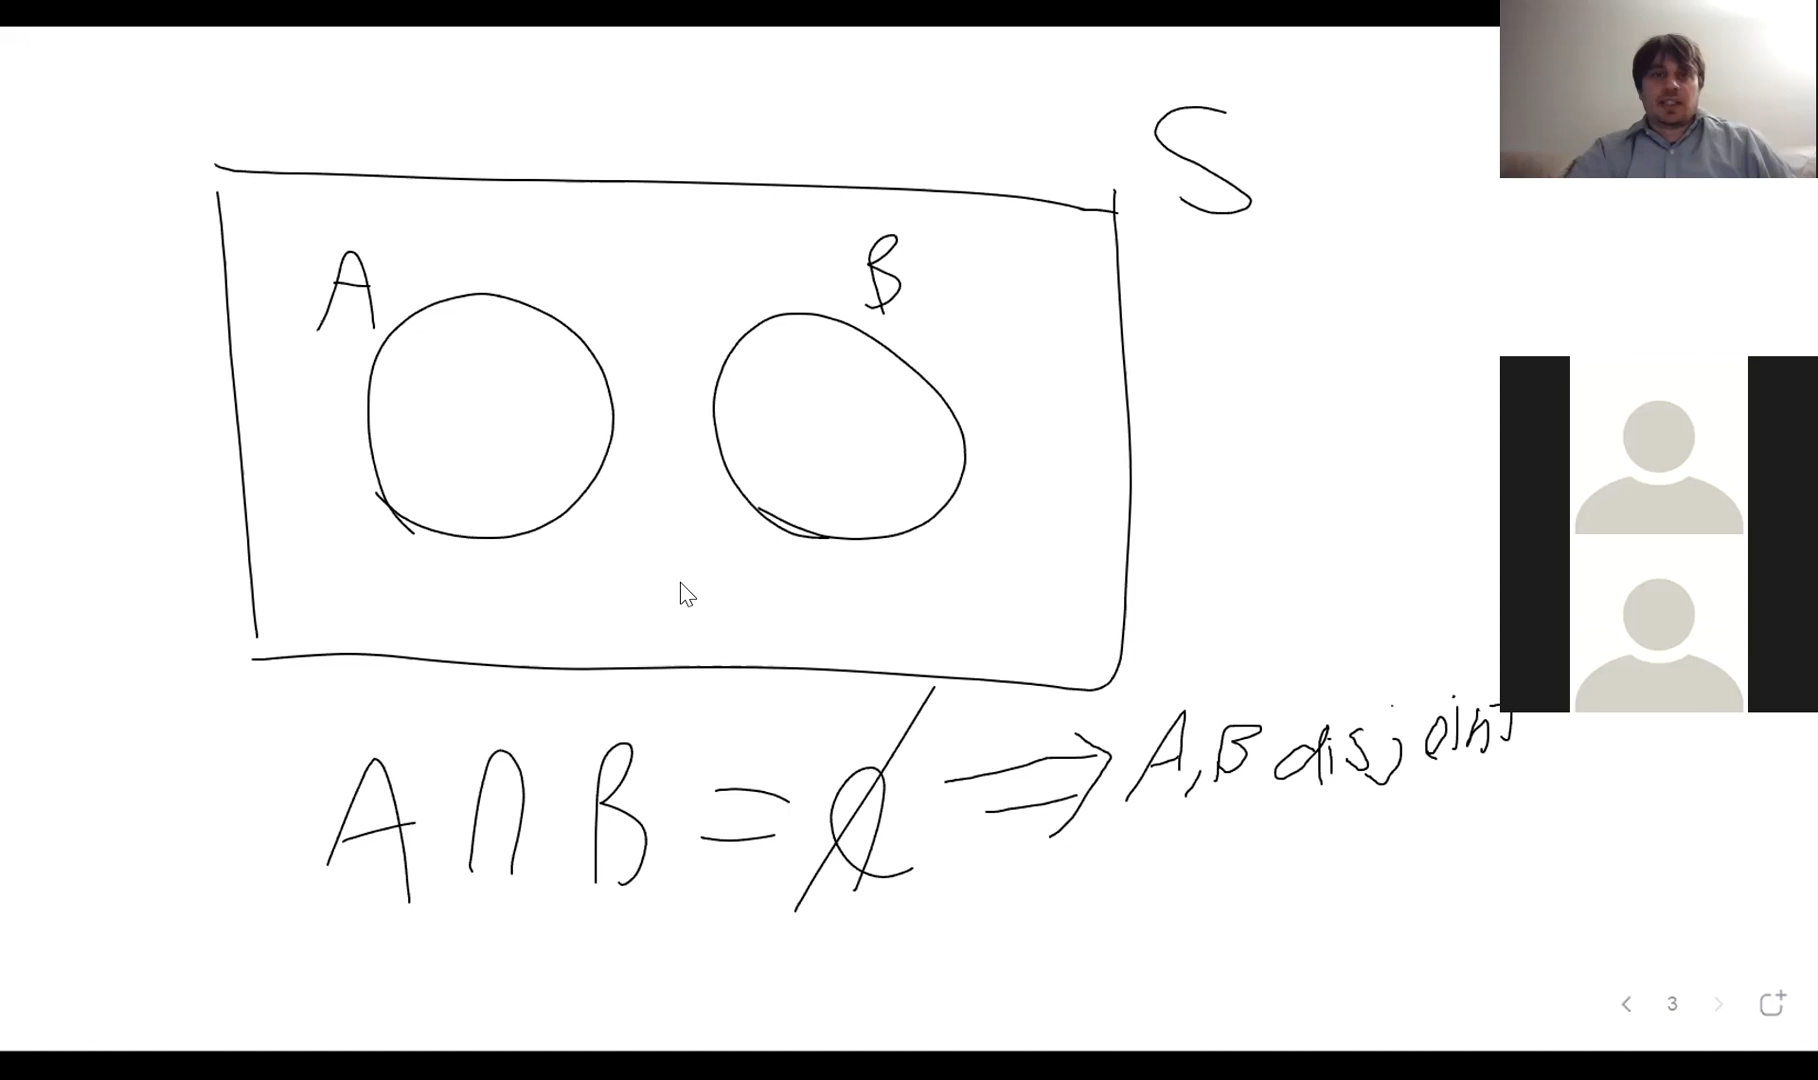 S
A
B
A ∩ B = ∅ ⇒ A, B disjoint
3